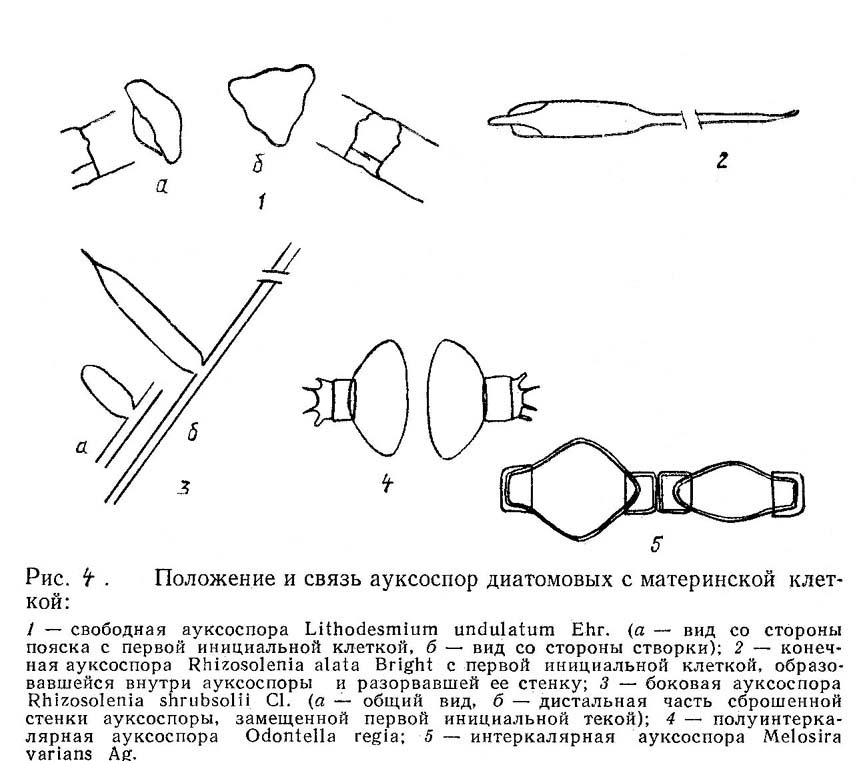 а
б
1
2
а
б
3
4
5
Рис. 4 . Положение и связь ауксоспор диатомовых с материнской клет-
кой:
1 — свободная ауксоспора Lithodesmium undulatum Ehr. (а — вид со стороны
пояска с первой инициальной клеткой, б — вид со стороны створки); 2 — конеч-
ная ауксоспора Rhizosolenia alata Bright с первой инициальной клеткой, образо-
вавшейся внутри ауксоспоры и разорвавшей ее стенку; 3 — боковая ауксоспора
Rhizosolenia shrubsolii Cl. (а — общий вид, б — дистальная часть сброшенной
стенки ауксоспоры, замещенной первой инициальной текой); 4 — полуинтерка-
лярная ауксоспора Odontella regia; 5 — интеркалярная ауксоспора Melosira
varians Ag.